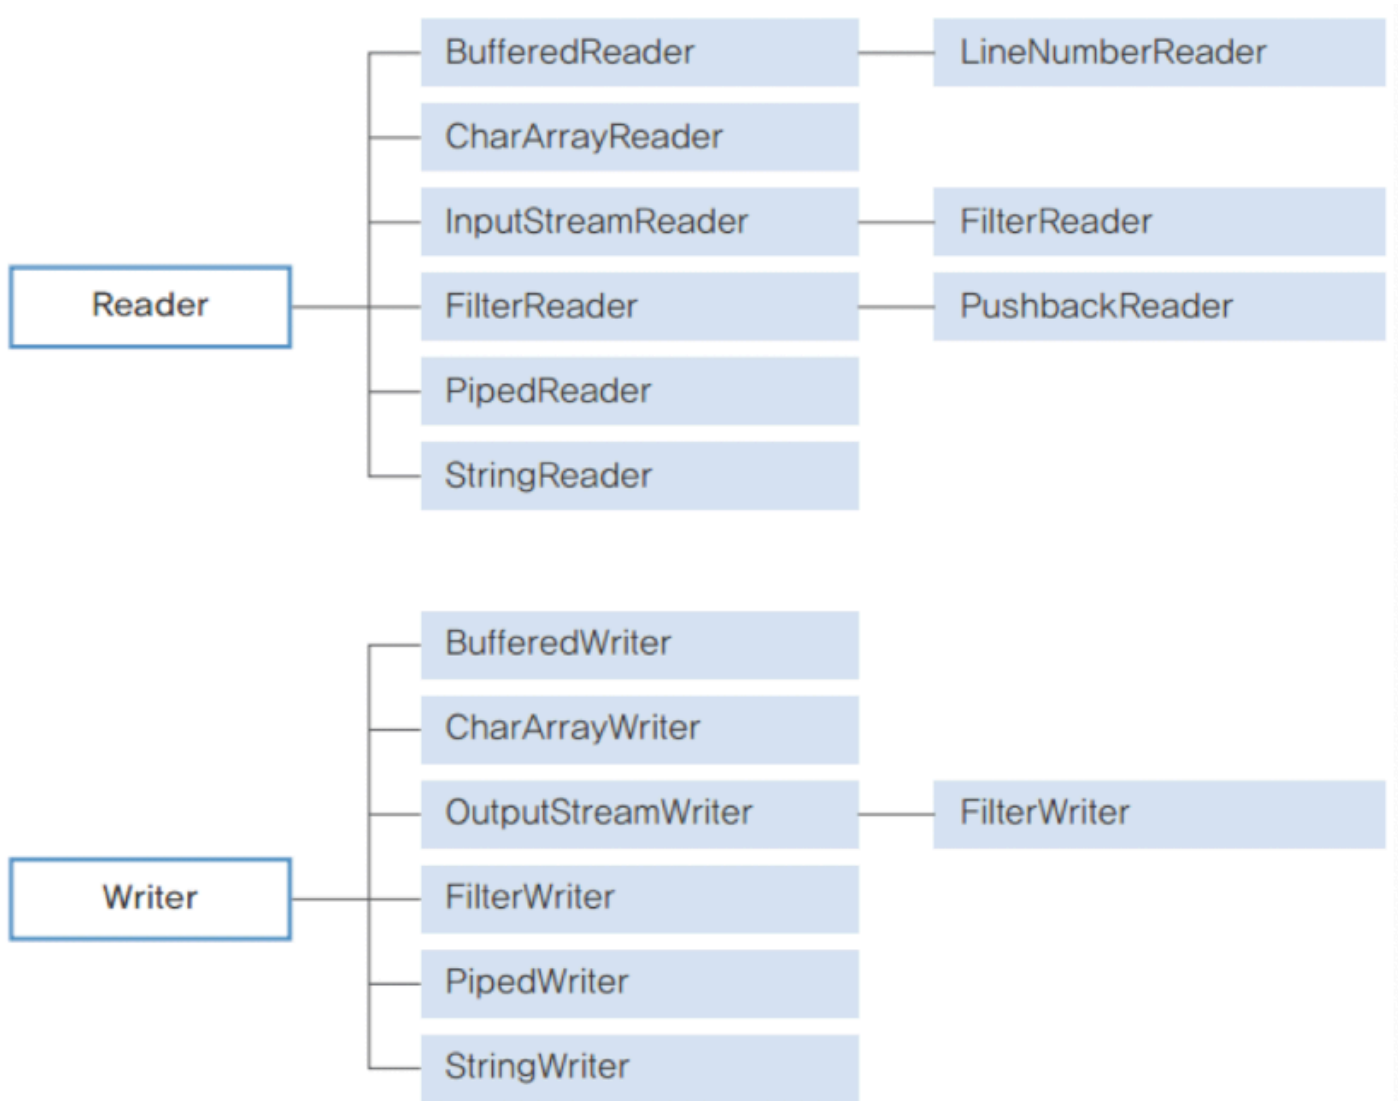 BufferedReader
LineNumberReader
CharArrayReader
InputStreamReader
FilterReader
Reader
FilterReader
PushbackReader
PipedReader
StringReader
BufferedWriter
CharArrayWriter
OutputStreamWriter
FilterWriter
Writer
FilterWriter
PipedWriter
StringWriter